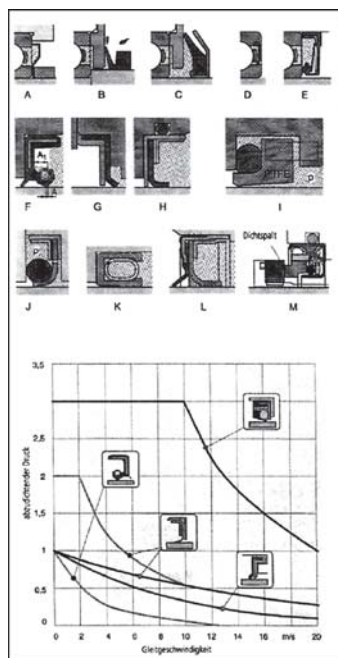 A B C D E
F G H I
A₁
A
PTFE
p
J K L M
P
Dichtspalt
abzudichtender Druck
3,5
3
2,5
2
1,5
1
0,5
0
0 2 4 6 8 10 12 14 16 m/s 20
Gleitgeschwindigkeit